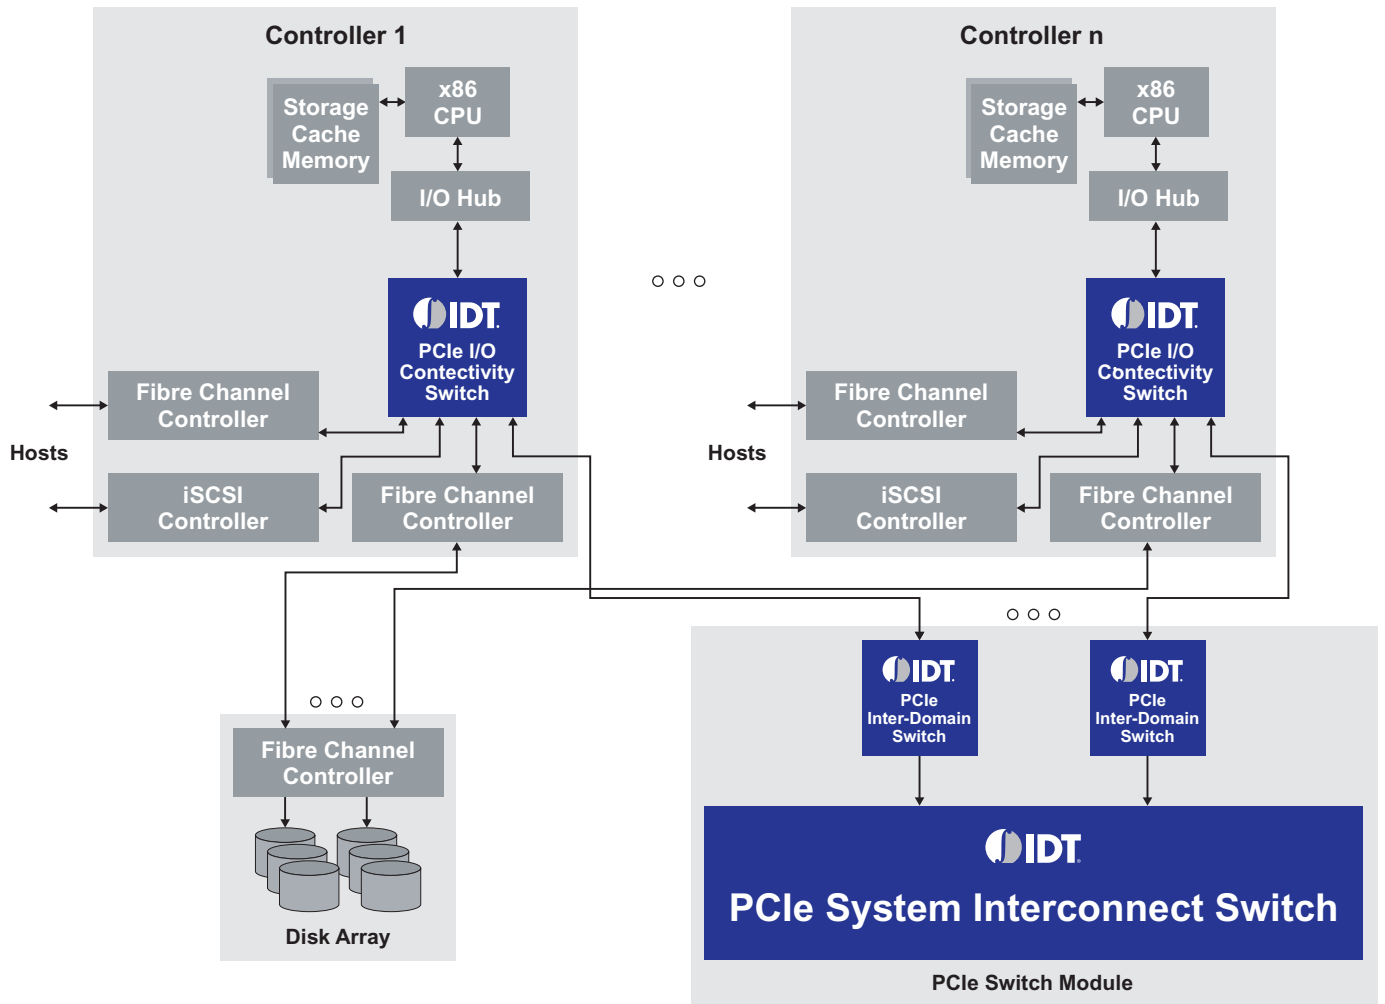 Controller 1
x86
CPU
Storage
Cache
Memory
I/O Hub
IDT.
PCIe I/O
Contectivity
Switch
Fibre Channel
Controller
Hosts
iSCSI
Controller
Fibre Channel
Controller
Controller n
x86
CPU
Storage
Cache
Memory
I/O Hub
IDT.
PCIe I/O
Contectivity
Switch
Fibre Channel
Controller
Hosts
iSCSI
Controller
Fibre Channel
Controller
Fibre Channel
Controller
Disk Array
IDT.
PCIe
Inter-Domain
Switch
IDT.
PCIe
Inter-Domain
Switch
IDT.
PCIe System Interconnect Switch
PCIe Switch Module